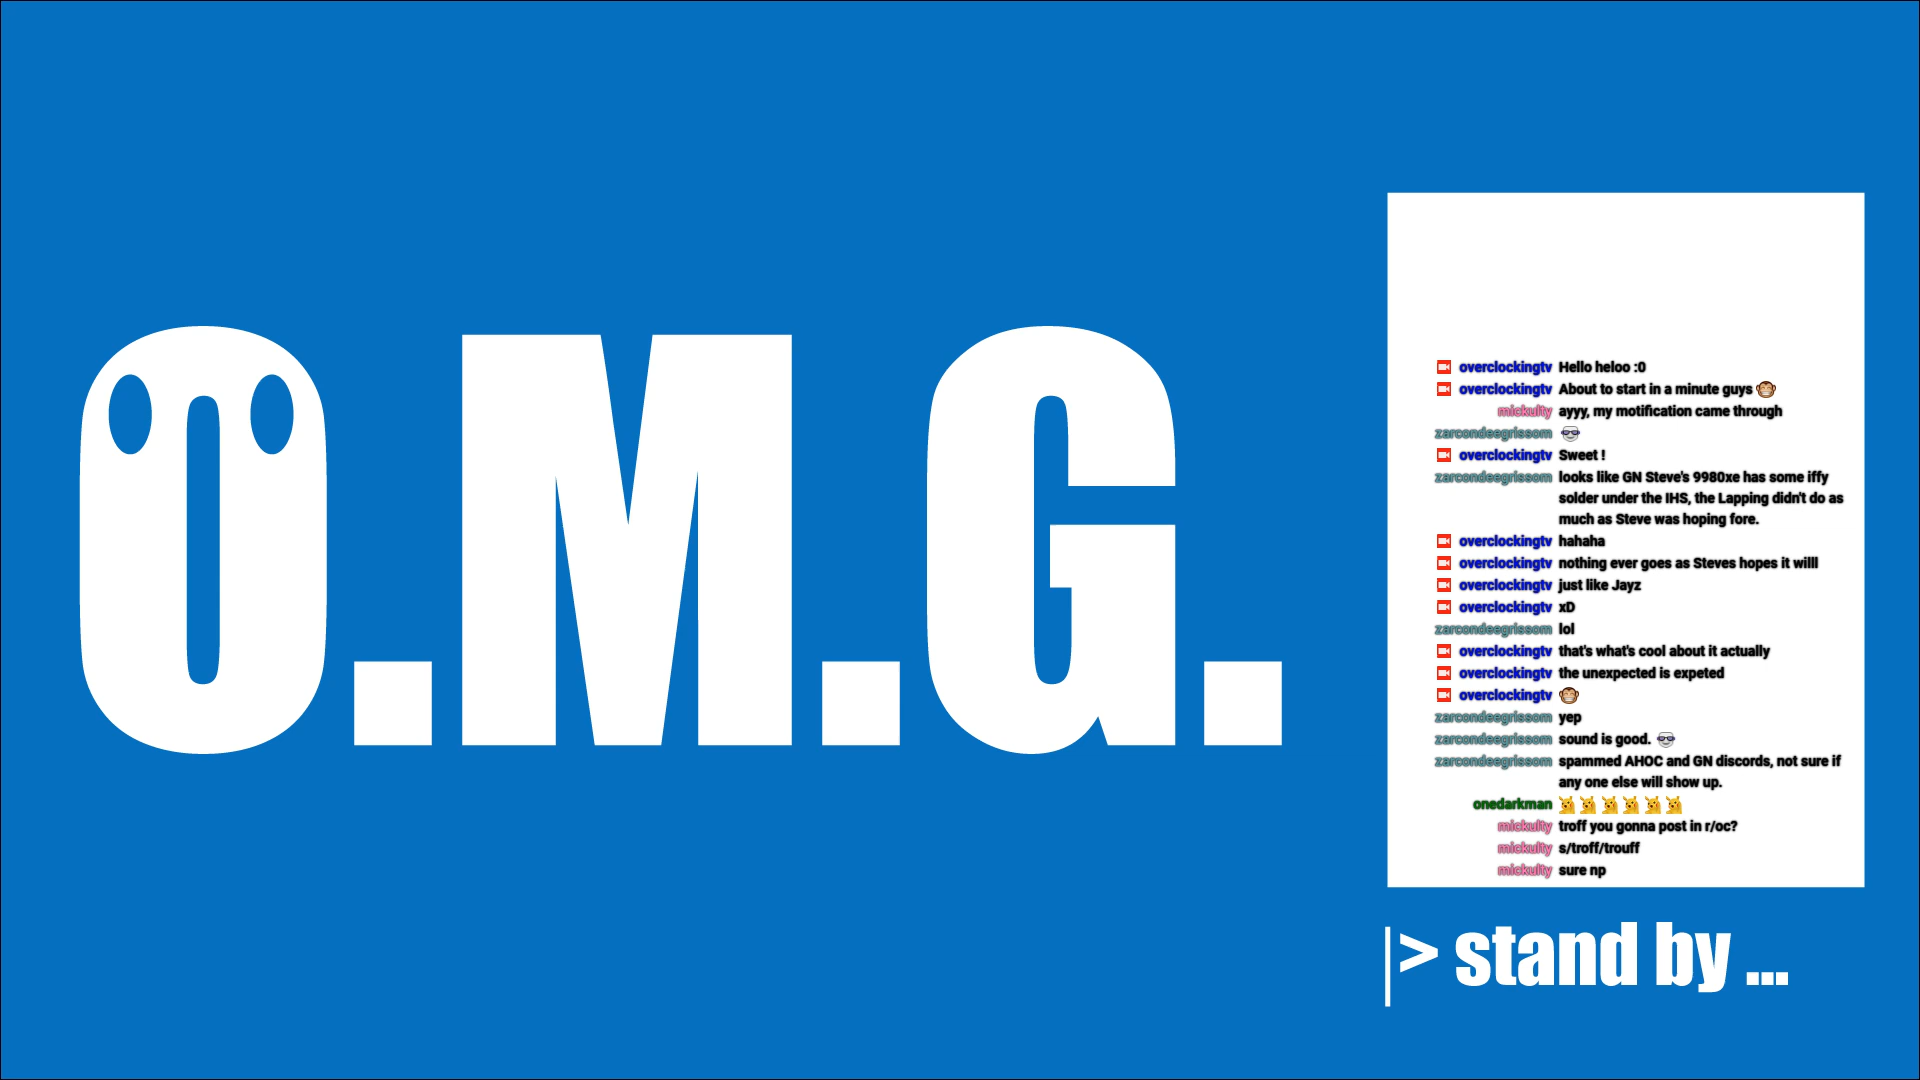 O.M.G.
overclockingtv Hello heloo :0
overclockingtv About to start in a minute guys
mickulty ayyy, my motification came through
zarcondeegrissom
overclockingtv Sweet !
zarcondeegrissom looks like GN Steve's 9980xe has some iffy
solder under the IHS, the Lapping didn't do as
much as Steve was hoping fore.
overclockingtv hahaha
overclockingtv nothing ever goes as Steves hopes it willl
overclockingtv just like Jayz
overclockingtv xD
zarcondeegrissom lol
overclockingtv that's what's cool about it actually
overclockingtv the unexpected is expeted
overclockingtv
zarcondeegrissom yep
zarcondeegrissom sound is good.
zarcondeegrissom spammed AHOC and GN discords, not sure if
any one else will show up.
onedarkman
mickulty troff you gonna post in r/oc?
mickulty s/troff/trouff
mickulty sure np
|> stand by ...